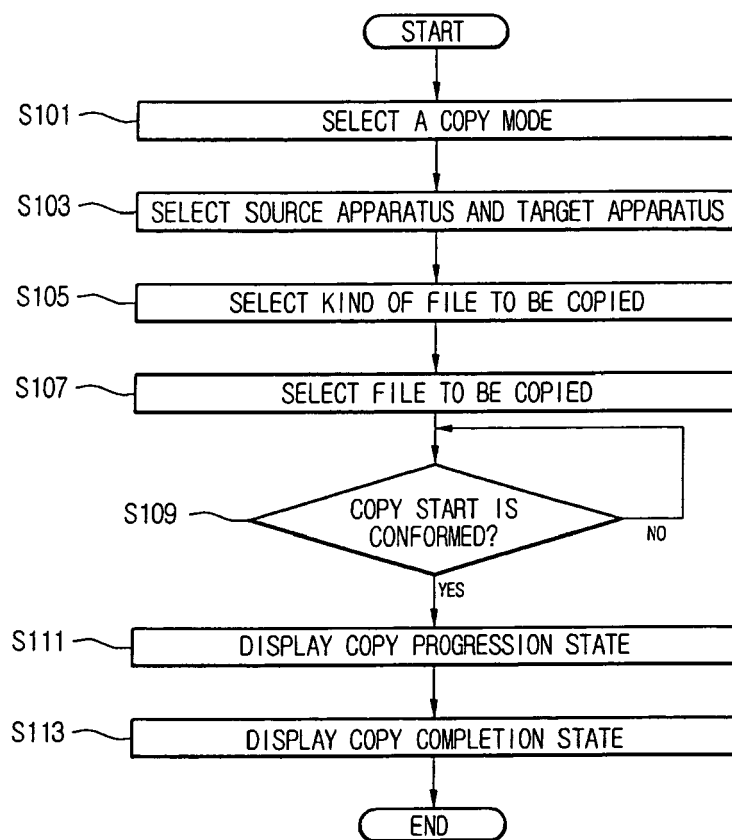 START
S101
SELECT A COPY MODE
S103
SELECT SOURCE APPARATUS AND TARGET APPARATUS
S105
SELECT KIND OF FILE TO BE COPIED
S107
SELECT FILE TO BE COPIED
S109
COPY START IS
CONFORMED?
NO
YES
S111
DISPLAY COPY PROGRESSION STATE
S113
DISPLAY COPY COMPLETION STATE
END